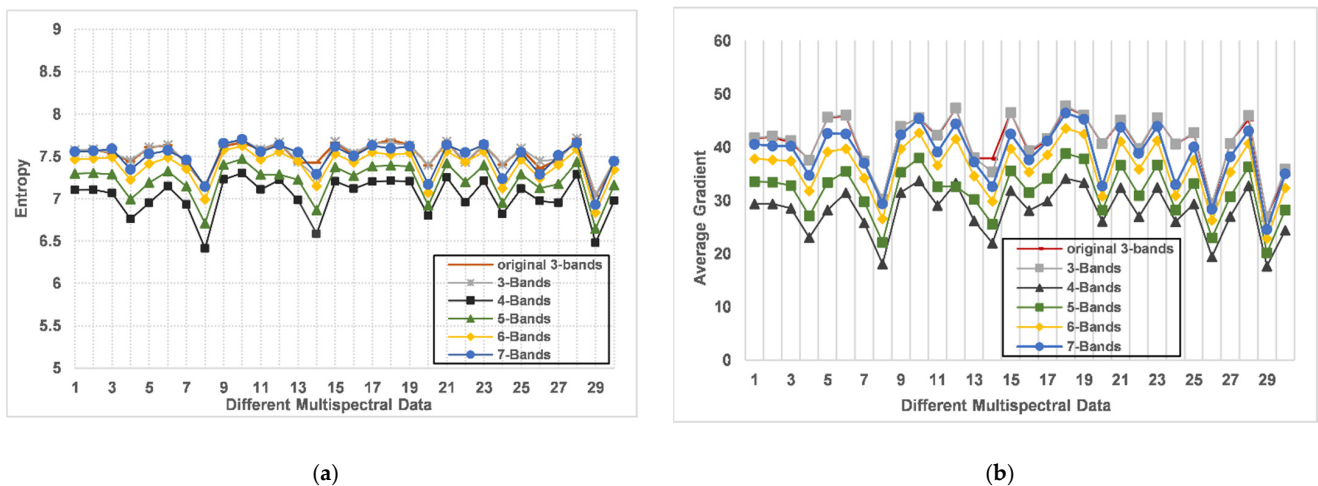 9
8.5
8
7.5
7
6.5
6
5.5
5
Entropy
original 3-bands
3-Bands
4-Bands
5-Bands
6-Bands
7-Bands
1 3 5 7 9 11 13 15 17 19 21 23 25 27 29
Different Multispectral Data
(a)
60
50
40
30
20
10
0
Average Gradient
original 3-bands
3-Bands
4-Bands
5-Bands
6-Bands
7-Bands
1 3 5 7 9 11 13 15 17 19 21 23 25 27 29
Different Multispectral Data
(b)